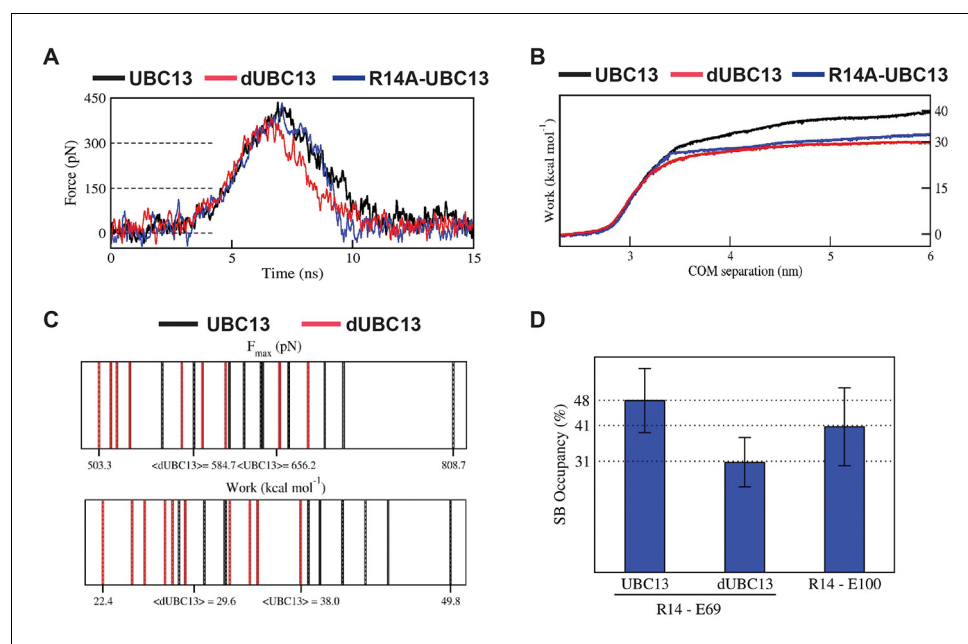 A
UBC13 dUBC13 R14A-UBC13
450
300
150
0
Force (pN)
0 5 10 15
Time (ns)
B
UBC13 dUBC13 R14A-UBC13
40
30
15
0
Work (kcal mol-1)
3 4 5 6
COM separation (nm)
C
UBC13 dUBC13
Fmax (pN)
503.3 <dUBC13>= 584.7 <UBC13>= 656.2 808.7
Work (kcal mol-1)
22.4 <dUBC13>= 29.6 <UBC13>= 38.0 49.8
D
48
41
31
SB Occupancy (%)
UBC13 dUBC13 R14 - E100
R14 - E69